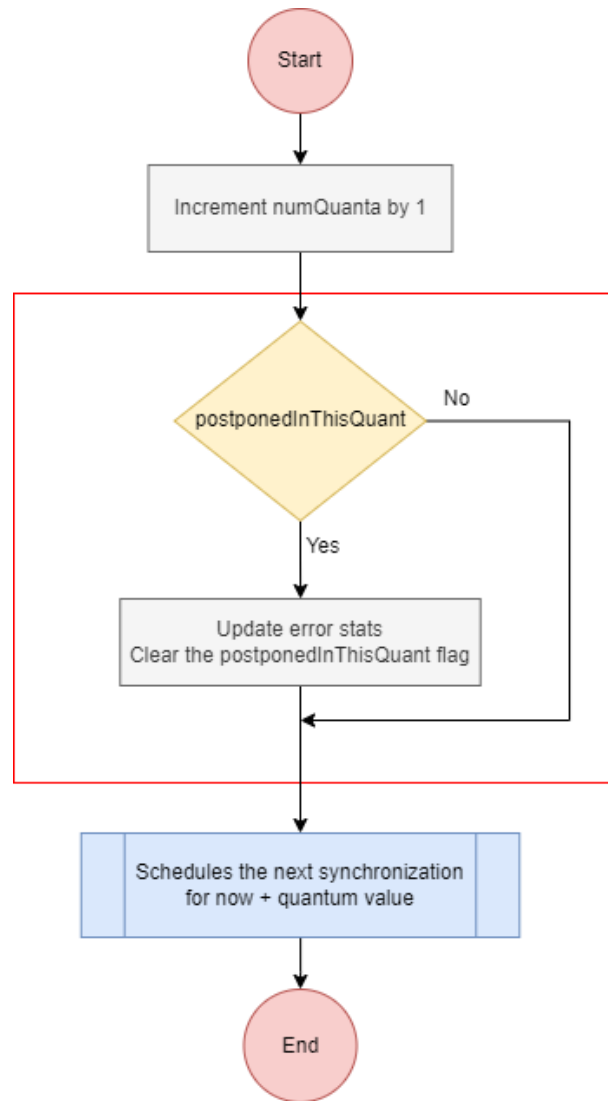 Start
Increment numQuanta by 1
postponedInThisQuant
No
Yes
Update error stats
Clear the postponedInThisQuant flag
Schedules the next synchronization
for now + quantum value
End